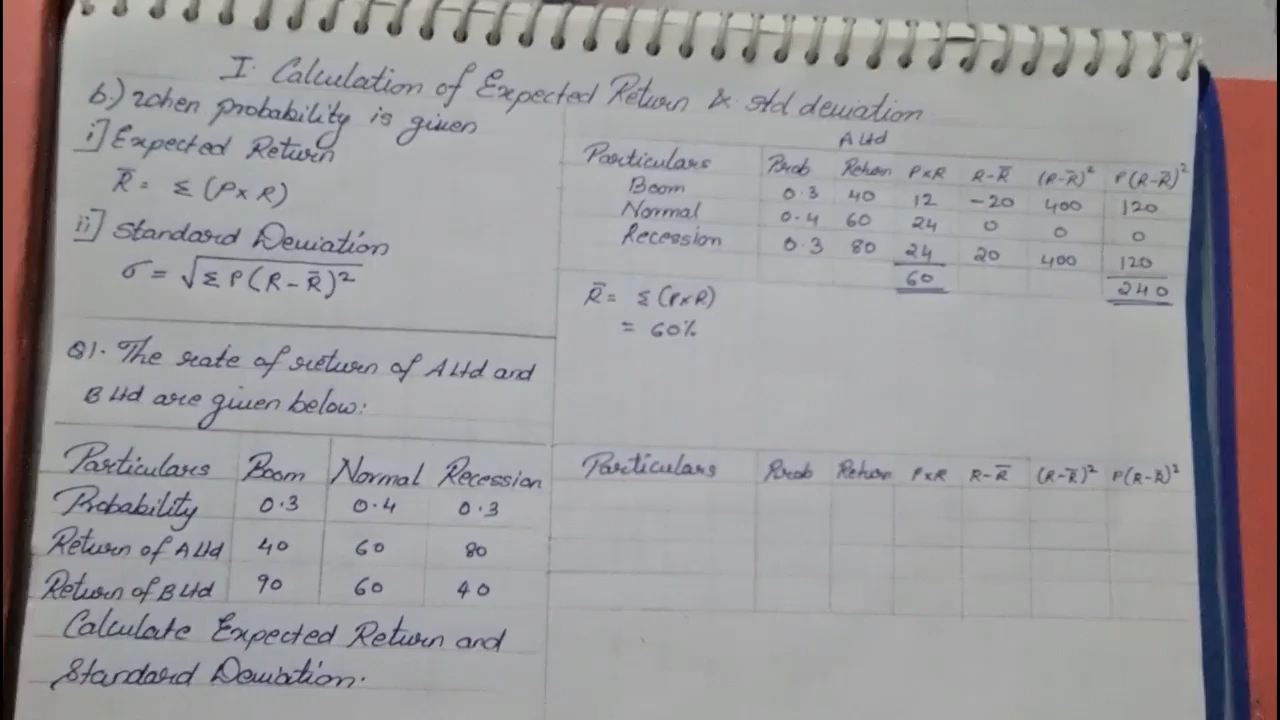 I. Calculation of Expected Return & std deviation
b.) when probability is given
i] Expected Return
R̄ = Σ (P×R)
ii] Standard Deviation
σ = √Σ P(R-R̄)²
Q1. The rate of return of A Ltd and
B Ltd are given below:
Particulars Boom Normal Recession
Probability 0.3 0.4 0.3
Return of A Ltd 40 60 80
Return of B Ltd 90 60 40
Calculate Expected Return and
Standard Deviation.
A Ltd
Particulars Prob Return P×R R-R̄ (R-R̄)² P(R-R̄)²
Boom 0.3 40 12 -20 400 120
Normal 0.4 60 24 0 0 0
Recession 0.3 80 24 20 400 120
60 240
R̄ = Σ (P×R)
= 60%
Particulars Prob Return P×R R-R̄ (R-R̄)² P(R-R̄)²